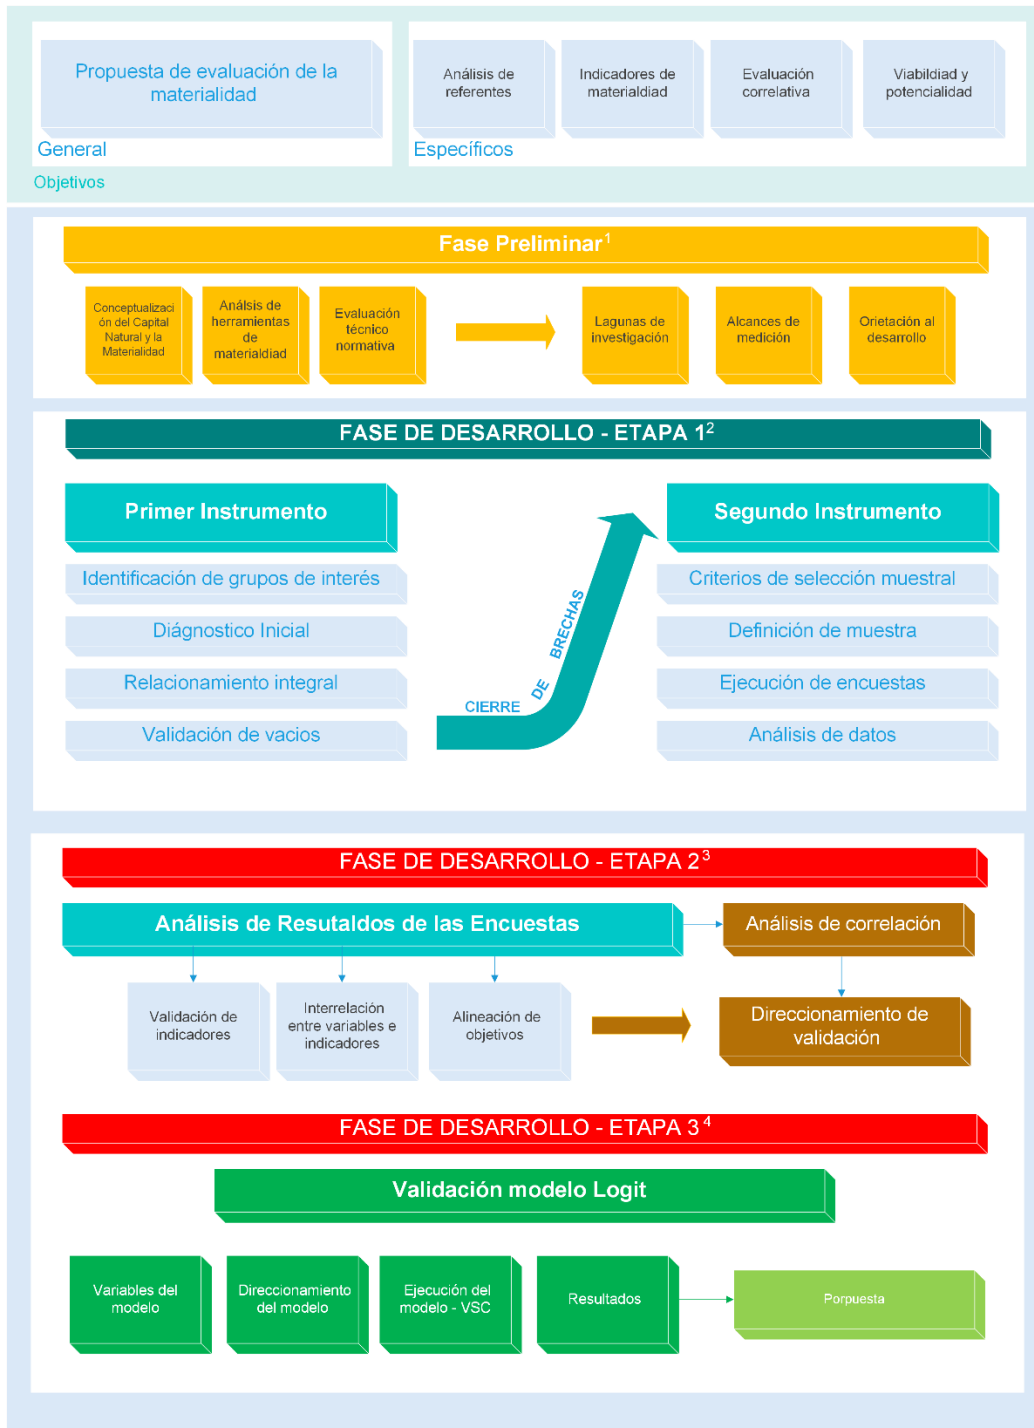 Propuesta de evaluación de la
materialidad
General
Análisis de
referentes
Indicadores de
materialdiad
Evaluación
correlativa
Viabildiad y
potencialidad
Específicos
Objetivos
Fase Preliminar¹
Conceptualizaci
ón del Capital
Natural y la
Materialidad
Análsis de
herramientas
de
materialdiad
Evaluación
técnico
normativa
Lagunas de
investigación
Alcances de
medición
Orietación al
desarrollo
FASE DE DESARROLLO - ETAPA 1²
Primer Instrumento
Identificación de grupos de interés
Diágnostico Inicial
Relacionamiento integral
Validación de vacios
CIERRE DE BRECHAS
Segundo Instrumento
Criterios de selección muestral
Definición de muestra
Ejecución de encuestas
Análisis de datos
FASE DE DESARROLLO - ETAPA 2³
Análisis de Resutaldos de las Encuestas
Análisis de correlación
Validación de
indicadores
Interrelación
entre variables e
indicadores
Alineación de
objetivos
Direccionamiento de
validación
FASE DE DESARROLLO - ETAPA 3⁴
Validación modelo Logit
Variables del
modelo
Direccionamiento
del modelo
Ejecución del
modelo - VSC
Resultados
Porpuesta